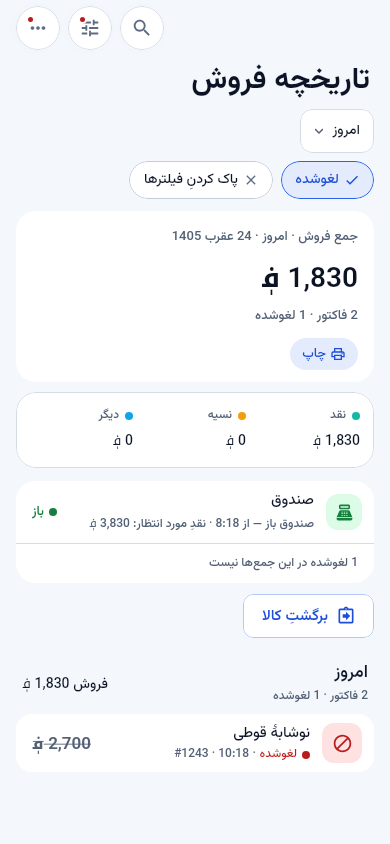 تاریخچه فروش
امروز
لغوشده
پاک کردنِ فیلترها
جمع فروش · امروز · 24 عقرب 1405
1,830 ؋
2 فاکتور · 1 لغوشده
چاپ
نقد
نسیه
دیگر
1,830 ؋
0 ؋
0 ؋
صندوق
صندوق باز – از 8:18 · نقدِ مورد انتظار: 3,830 ؋
باز
1 لغوشده در این جمع‌ها نیست
برگشتِ کالا
امروز
فروش 1,830 ؋
2 فاکتور · 1 لغوشده
نوشابهٔ قوطی
لغوشده · 10:18 · #1243
2,700 ؋